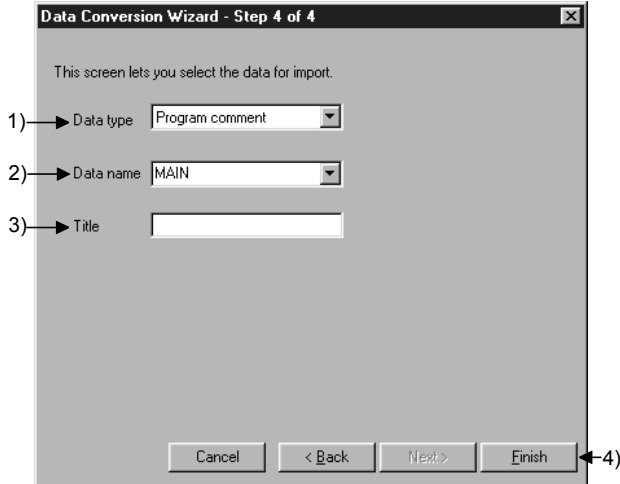 Data Conversion Wizard - Step 4 of 4
This screen lets you select the data for import.
1) Data type Program comment
2) Data name MAIN
3) Title
Cancel < Back Next > Finish 4)